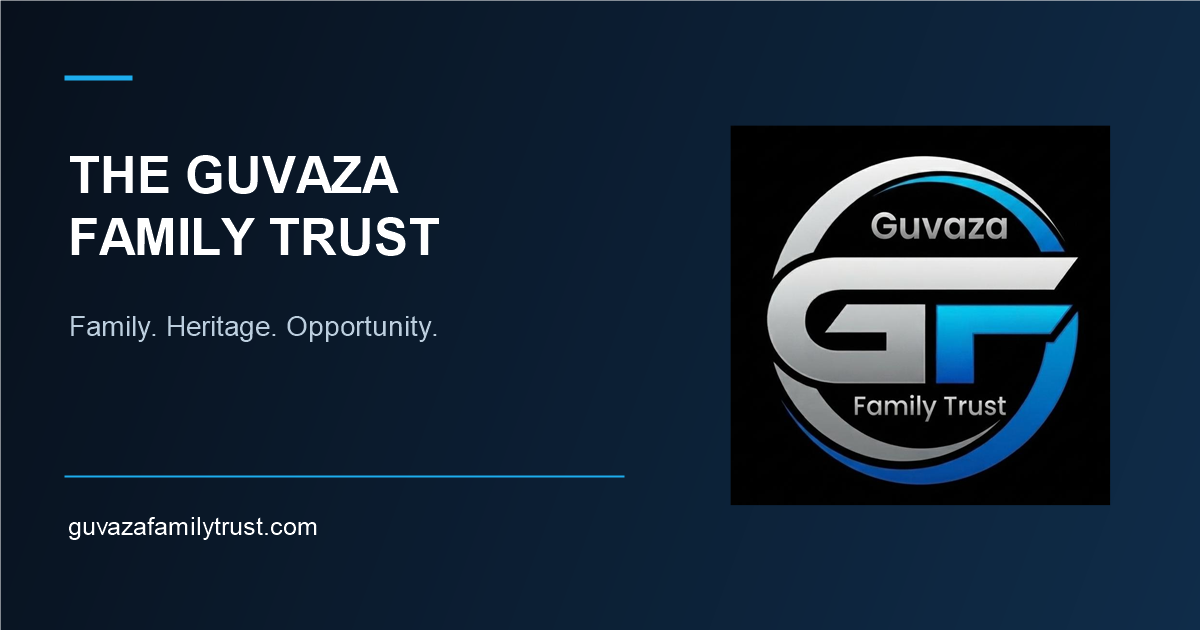 THE GUVAZA
FAMILY TRUST
Family. Heritage. Opportunity.
guvazafamilytrust.com
Guvaza
GF
Family Trust